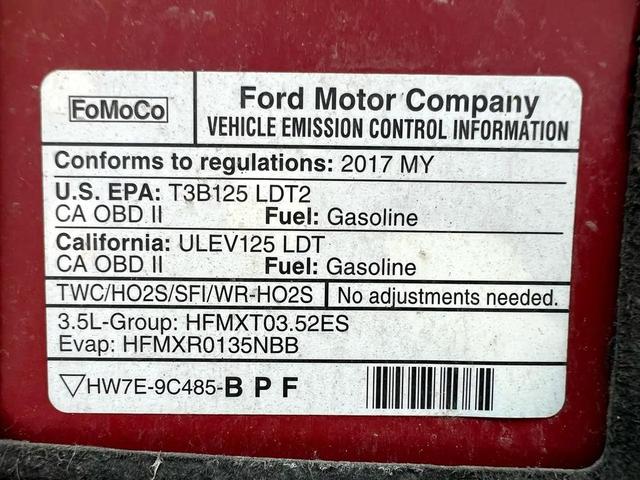 FoMoCo
Ford Motor Company
VEHICLE EMISSION CONTROL INFORMATION
Conforms to regulations: 2017 MY
U.S. EPA: T3B125 LDT2
CA OBD II Fuel: Gasoline
California: ULEV125 LDT
CA OBD II Fuel: Gasoline
TWC/HO2S/SFI/WR-HO2S No adjustments needed.
3.5L-Group: HFMXT03.52ES
Evap: HFMXR0135NBB
HW7E-9C485-B P F